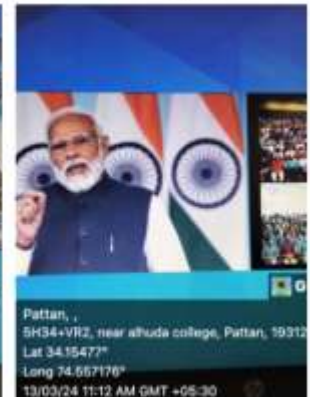 G
Pattan, ,
5H34+VR2, near alhuda college, Pattan, 19312
Lat 34.15477°
Long 74.557176°
13/03/24 11:12 AM GMT +05:30